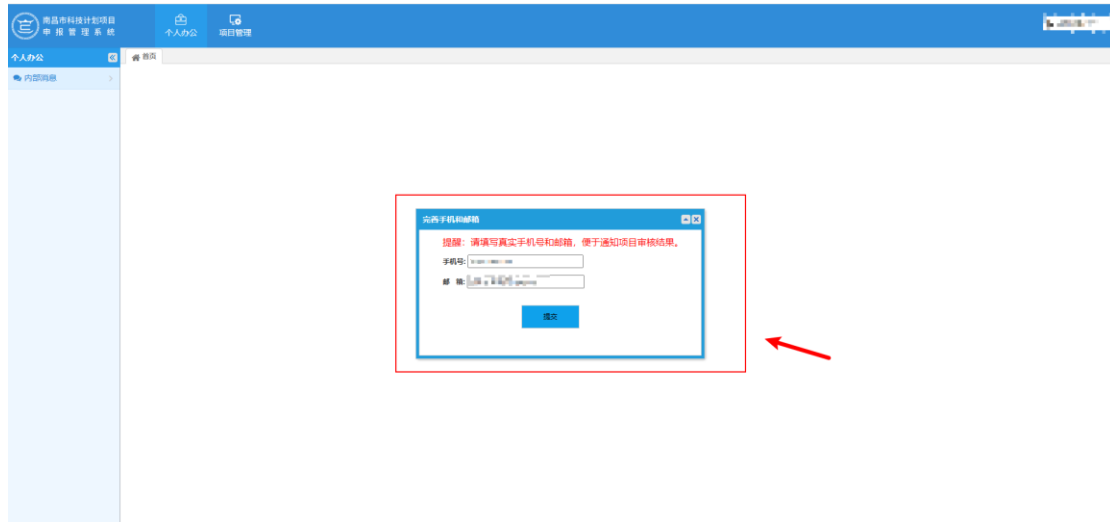 南昌市科技计划项目
申报管理系统
个人办公
项目管理
个人办公
首页
内部消息
完善手机和邮箱
提醒：请填写真实手机号和邮箱，便于通知项目审核结果。
手机号:
邮 箱:
提交